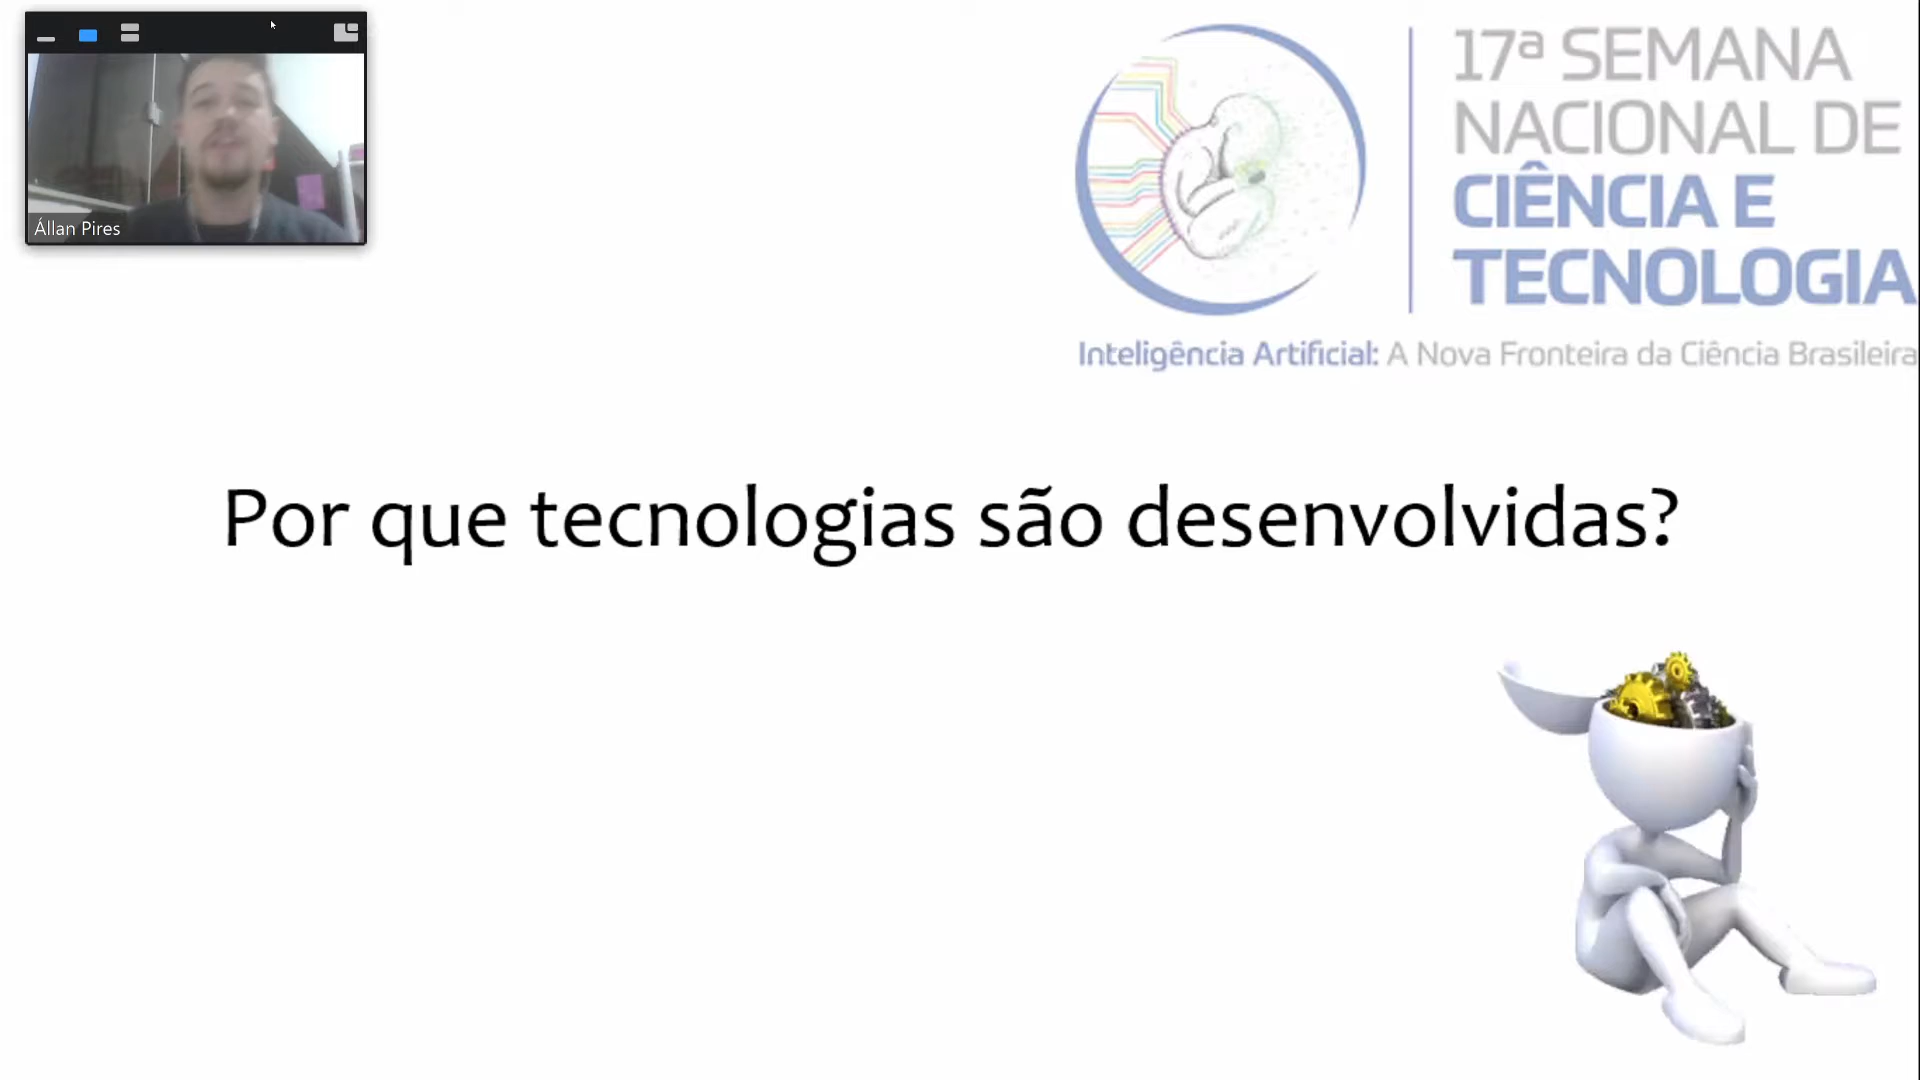 Állan Pires
17ª SEMANA
NACIONAL DE
CIÊNCIA E
TECNOLOGIA
Inteligência Artificial: A Nova Fronteira da Ciência Brasileira
Por que tecnologias são desenvolvidas?